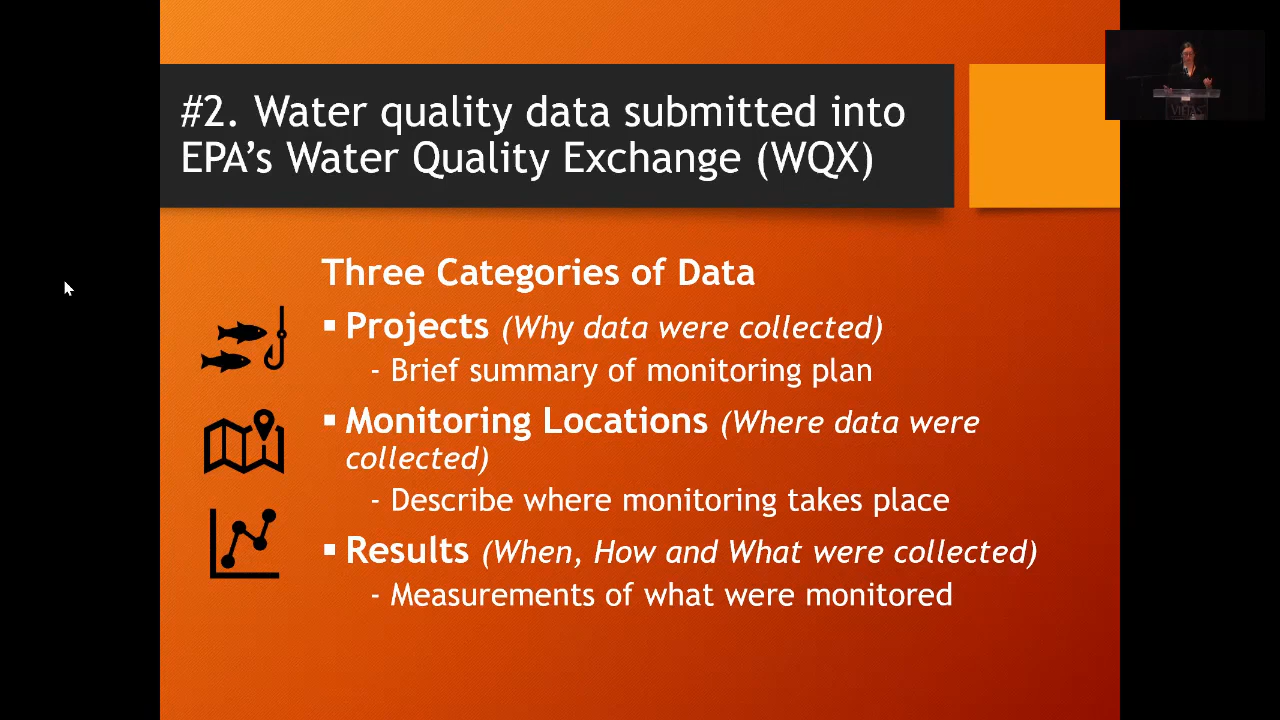 #2. Water quality data submitted into
EPA’s Water Quality Exchange (WQX)
Three Categories of Data
▪ Projects (Why data were collected)
- Brief summary of monitoring plan
▪ Monitoring Locations (Where data were
collected)
- Describe where monitoring takes place
▪ Results (When, How and What were collected)
- Measurements of what were monitored